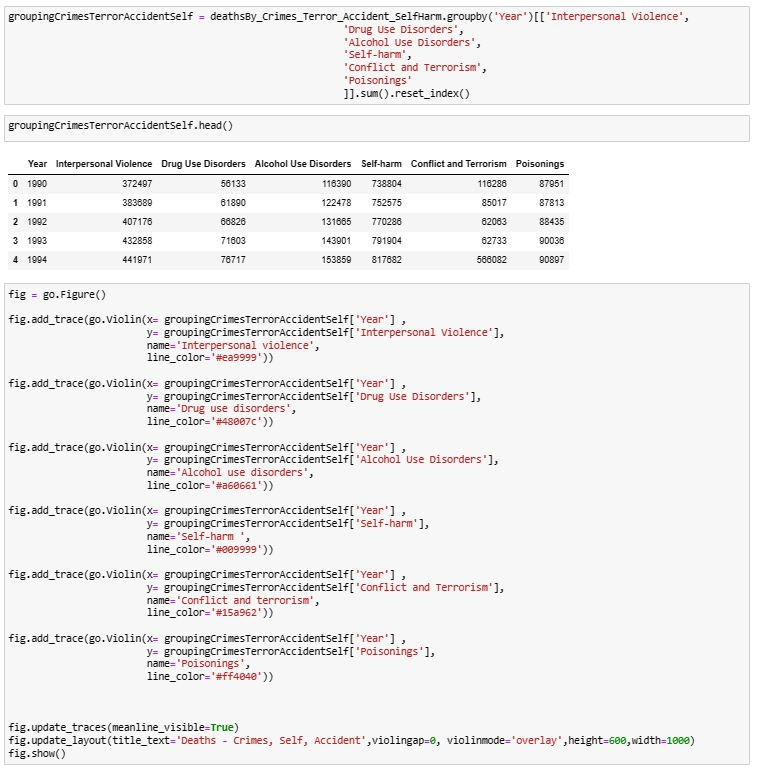 groupingCrimesTerrorAccidentSelf = deathsBy_Crimes_Terror_Accident_SelfHarm.groupby('Year')[['Interpersonal Violence',
'Drug Use Disorders',
'Alcohol Use Disorders',
'Self-harm',
'Conflict and Terrorism',
'Poisonings'
]].sum().reset_index()
groupingCrimesTerrorAccidentSelf.head()
Year Interpersonal Violence Drug Use Disorders Alcohol Use Disorders Self-harm Conflict and Terrorism Poisonings
0 1990 372497 56133 116390 738804 116286 87951
1 1991 383689 61890 122478 752575 85017 87813
2 1992 407176 66826 131665 770286 62063 88435
3 1993 432858 71603 143901 791904 62733 90036
4 1994 441971 76717 153859 817682 566082 90897
fig = go.Figure()
fig.add_trace(go.Violin(x= groupingCrimesTerrorAccidentSelf['Year'] ,
y= groupingCrimesTerrorAccidentSelf['Interpersonal Violence'],
name='Interpersonal violence',
line_color='#ea9999'))
fig.add_trace(go.Violin(x= groupingCrimesTerrorAccidentSelf['Year'] ,
y= groupingCrimesTerrorAccidentSelf['Drug Use Disorders'],
name='Drug use disorders',
line_color='#48007c'))
fig.add_trace(go.Violin(x= groupingCrimesTerrorAccidentSelf['Year'] ,
y= groupingCrimesTerrorAccidentSelf['Alcohol Use Disorders'],
name='Alcohol use disorders',
line_color='#a60661'))
fig.add_trace(go.Violin(x= groupingCrimesTerrorAccidentSelf['Year'] ,
y= groupingCrimesTerrorAccidentSelf['Self-harm'],
name='Self-harm ',
line_color='#009999'))
fig.add_trace(go.Violin(x= groupingCrimesTerrorAccidentSelf['Year'] ,
y= groupingCrimesTerrorAccidentSelf['Conflict and Terrorism'],
name='Conflict and terrorism',
line_color='#15a962'))
fig.add_trace(go.Violin(x= groupingCrimesTerrorAccidentSelf['Year'] ,
y= groupingCrimesTerrorAccidentSelf['Poisonings'],
name='Poisonings',
line_color='#ff4040'))
fig.update_traces(meanline_visible=True)
fig.update_layout(title_text='Deaths - Crimes, Self, Accident',violingap=0, violinmode='overlay',height=600,width=1000)
fig.show()